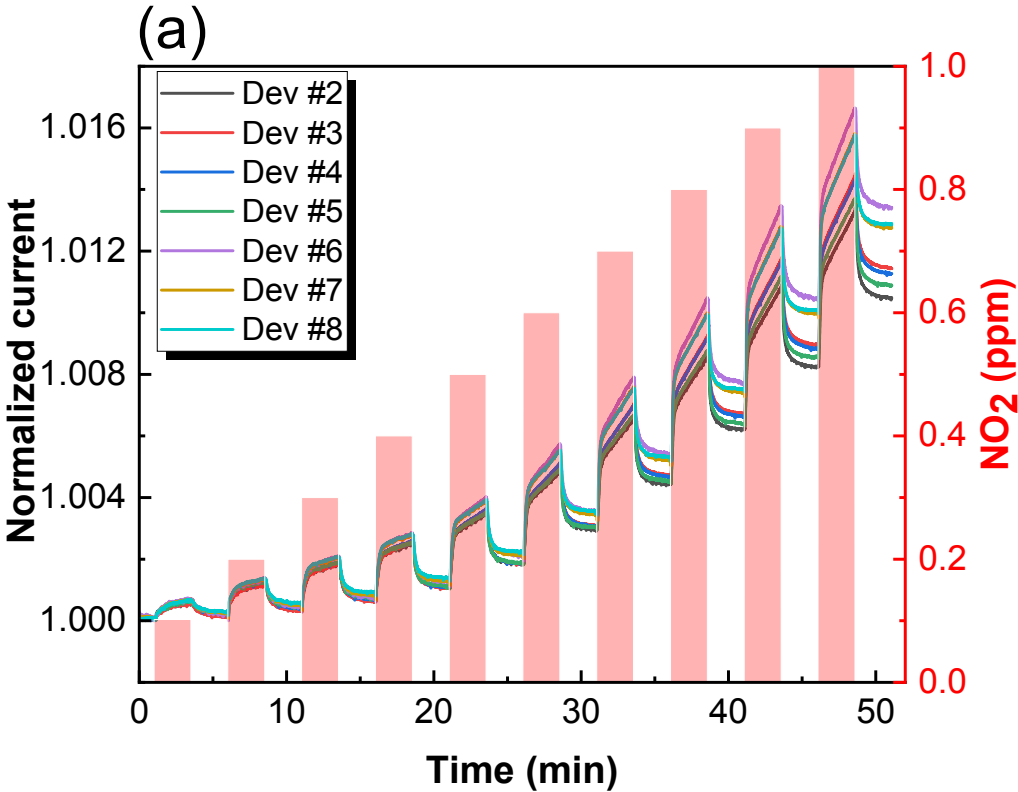 (a)
Dev #2
Dev #3
Dev #4
Dev #5
Dev #6
Dev #7
Dev #8
Normalized current
1.016
1.012
1.008
1.004
1.000
NO₂ (ppm)
1.0
0.8
0.6
0.4
0.2
0.0
0
10
20
30
40
50
Time (min)